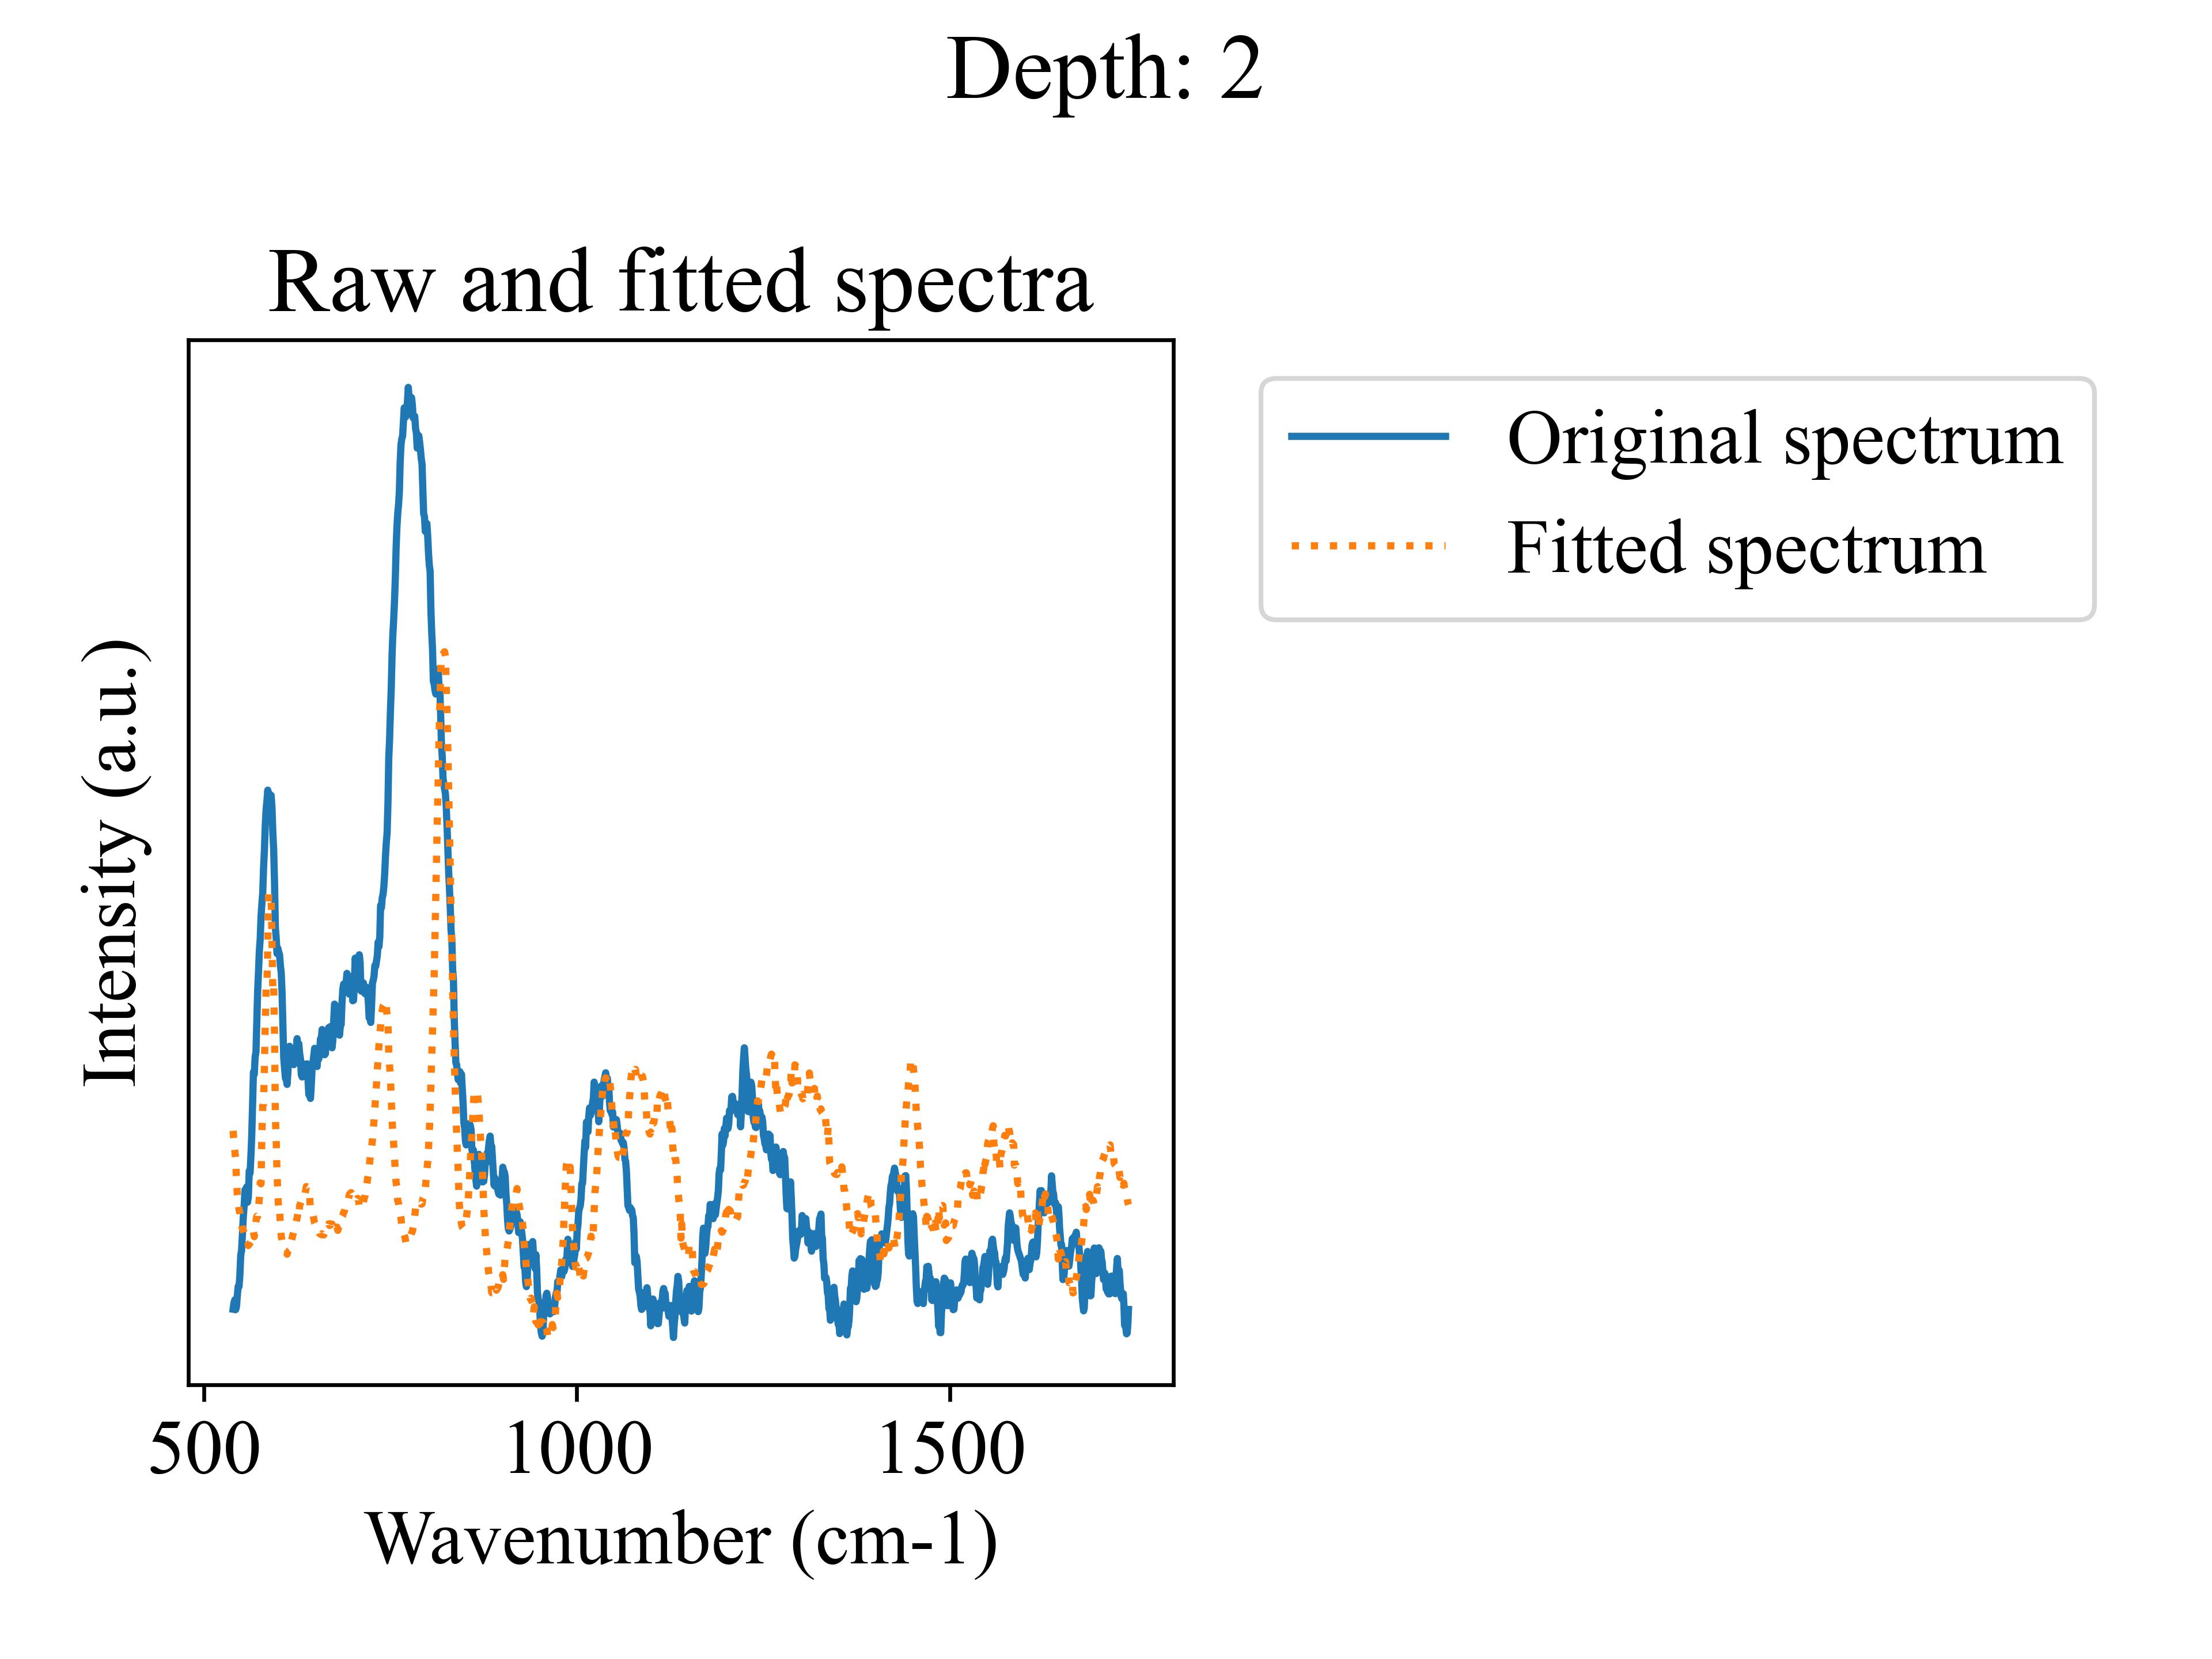 Depth: 2
Raw and fitted spectra
Original spectrum
Fitted spectrum
Intensity (a.u.)
500 1000 1500
Wavenumber (cm-1)